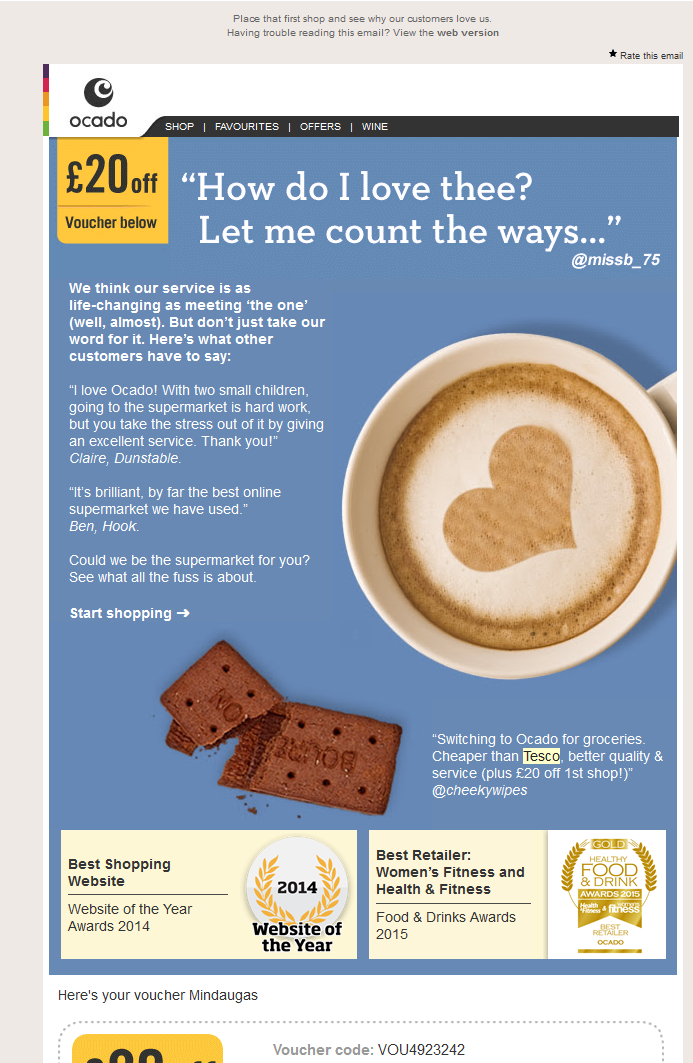 Place that first shop and see why our customers love us.
Having trouble reading this email? View the web version
★ Rate this email
ocado
SHOP | FAVOURITES | OFFERS | WINE
£20 off
Voucher below
“How do I love thee?
Let me count the ways...”
@missb_75
We think our service is as
life-changing as meeting ‘the one’
(well, almost). But don’t just take our
word for it. Here’s what other
customers have to say:
“I love Ocado! With two small children,
going to the supermarket is hard work,
but you take the stress out of it by giving
an excellent service. Thank you!”
Claire, Dunstable.
“It’s brilliant, by far the best online
supermarket we have used.”
Ben, Hook.
Could we be the supermarket for you?
See what all the fuss is about.
Start shopping ➜
“Switching to Ocado for groceries.
Cheaper than Tesco, better quality &
service (plus £20 off 1st shop!)”
@cheekywipes
Best Shopping
Website
Website of the Year
Awards 2014
2014
Website of
the Year
Best Retailer:
Women’s Fitness and
Health & Fitness
Food & Drinks Awards
2015
GOLD
HEALTHY
FOOD
& DRINK
AWARDS 2015
Health & Fitness
fitness
BEST
RETAILER
OCADO
Here's your voucher Mindaugas
Voucher code: VOU4923242